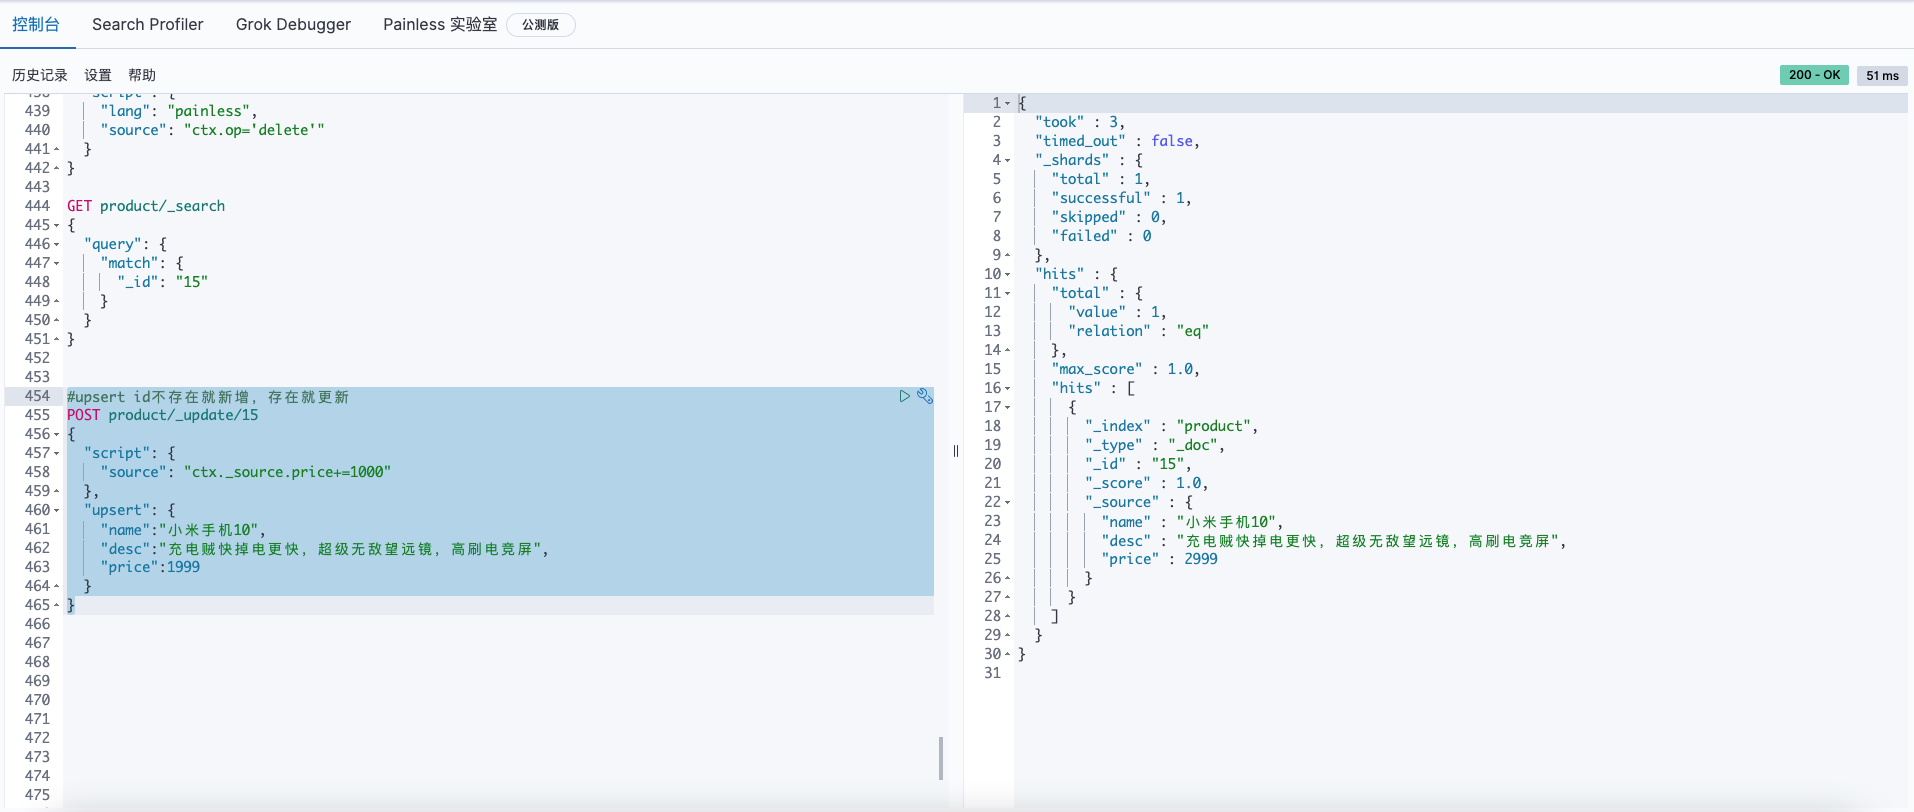 控制台 Search Profiler Grok Debugger Painless 实验室 公测版
历史记录 设置 帮助 200 - OK 51 ms
438 "script": {
439 "lang": "painless",
440 "source": "ctx.op='delete'"
441 }
442 }
443
444 GET product/_search
445 {
446 "query": {
447 "match": {
448 "_id": "15"
449 }
450 }
451 }
452
453
454 #upsert id不存在就新增，存在就更新
455 POST product/_update/15
456 {
457 "script": {
458 "source": "ctx._source.price+=1000"
459 },
460 "upsert": {
461 "name":"小米手机10",
462 "desc":"充电贼快掉电更快，超级无敌望远镜，高刷电竞屏",
463 "price":1999
464 }
465 }
466
467
468
469
470
471
472
473
474
475
1 {
2 "took" : 3,
3 "timed_out" : false,
4 "_shards" : {
5 "total" : 1,
6 "successful" : 1,
7 "skipped" : 0,
8 "failed" : 0
9 },
10 "hits" : {
11 "total" : {
12 "value" : 1,
13 "relation" : "eq"
14 },
15 "max_score" : 1.0,
16 "hits" : [
17 {
18 "_index" : "product",
19 "_type" : "_doc",
20 "_id" : "15",
21 "_score" : 1.0,
22 "_source" : {
23 "name" : "小米手机10",
24 "desc" : "充电贼快掉电更快，超级无敌望远镜，高刷电竞屏",
25 "price" : 2999
26 }
27 }
28 ]
29 }
30 }
31